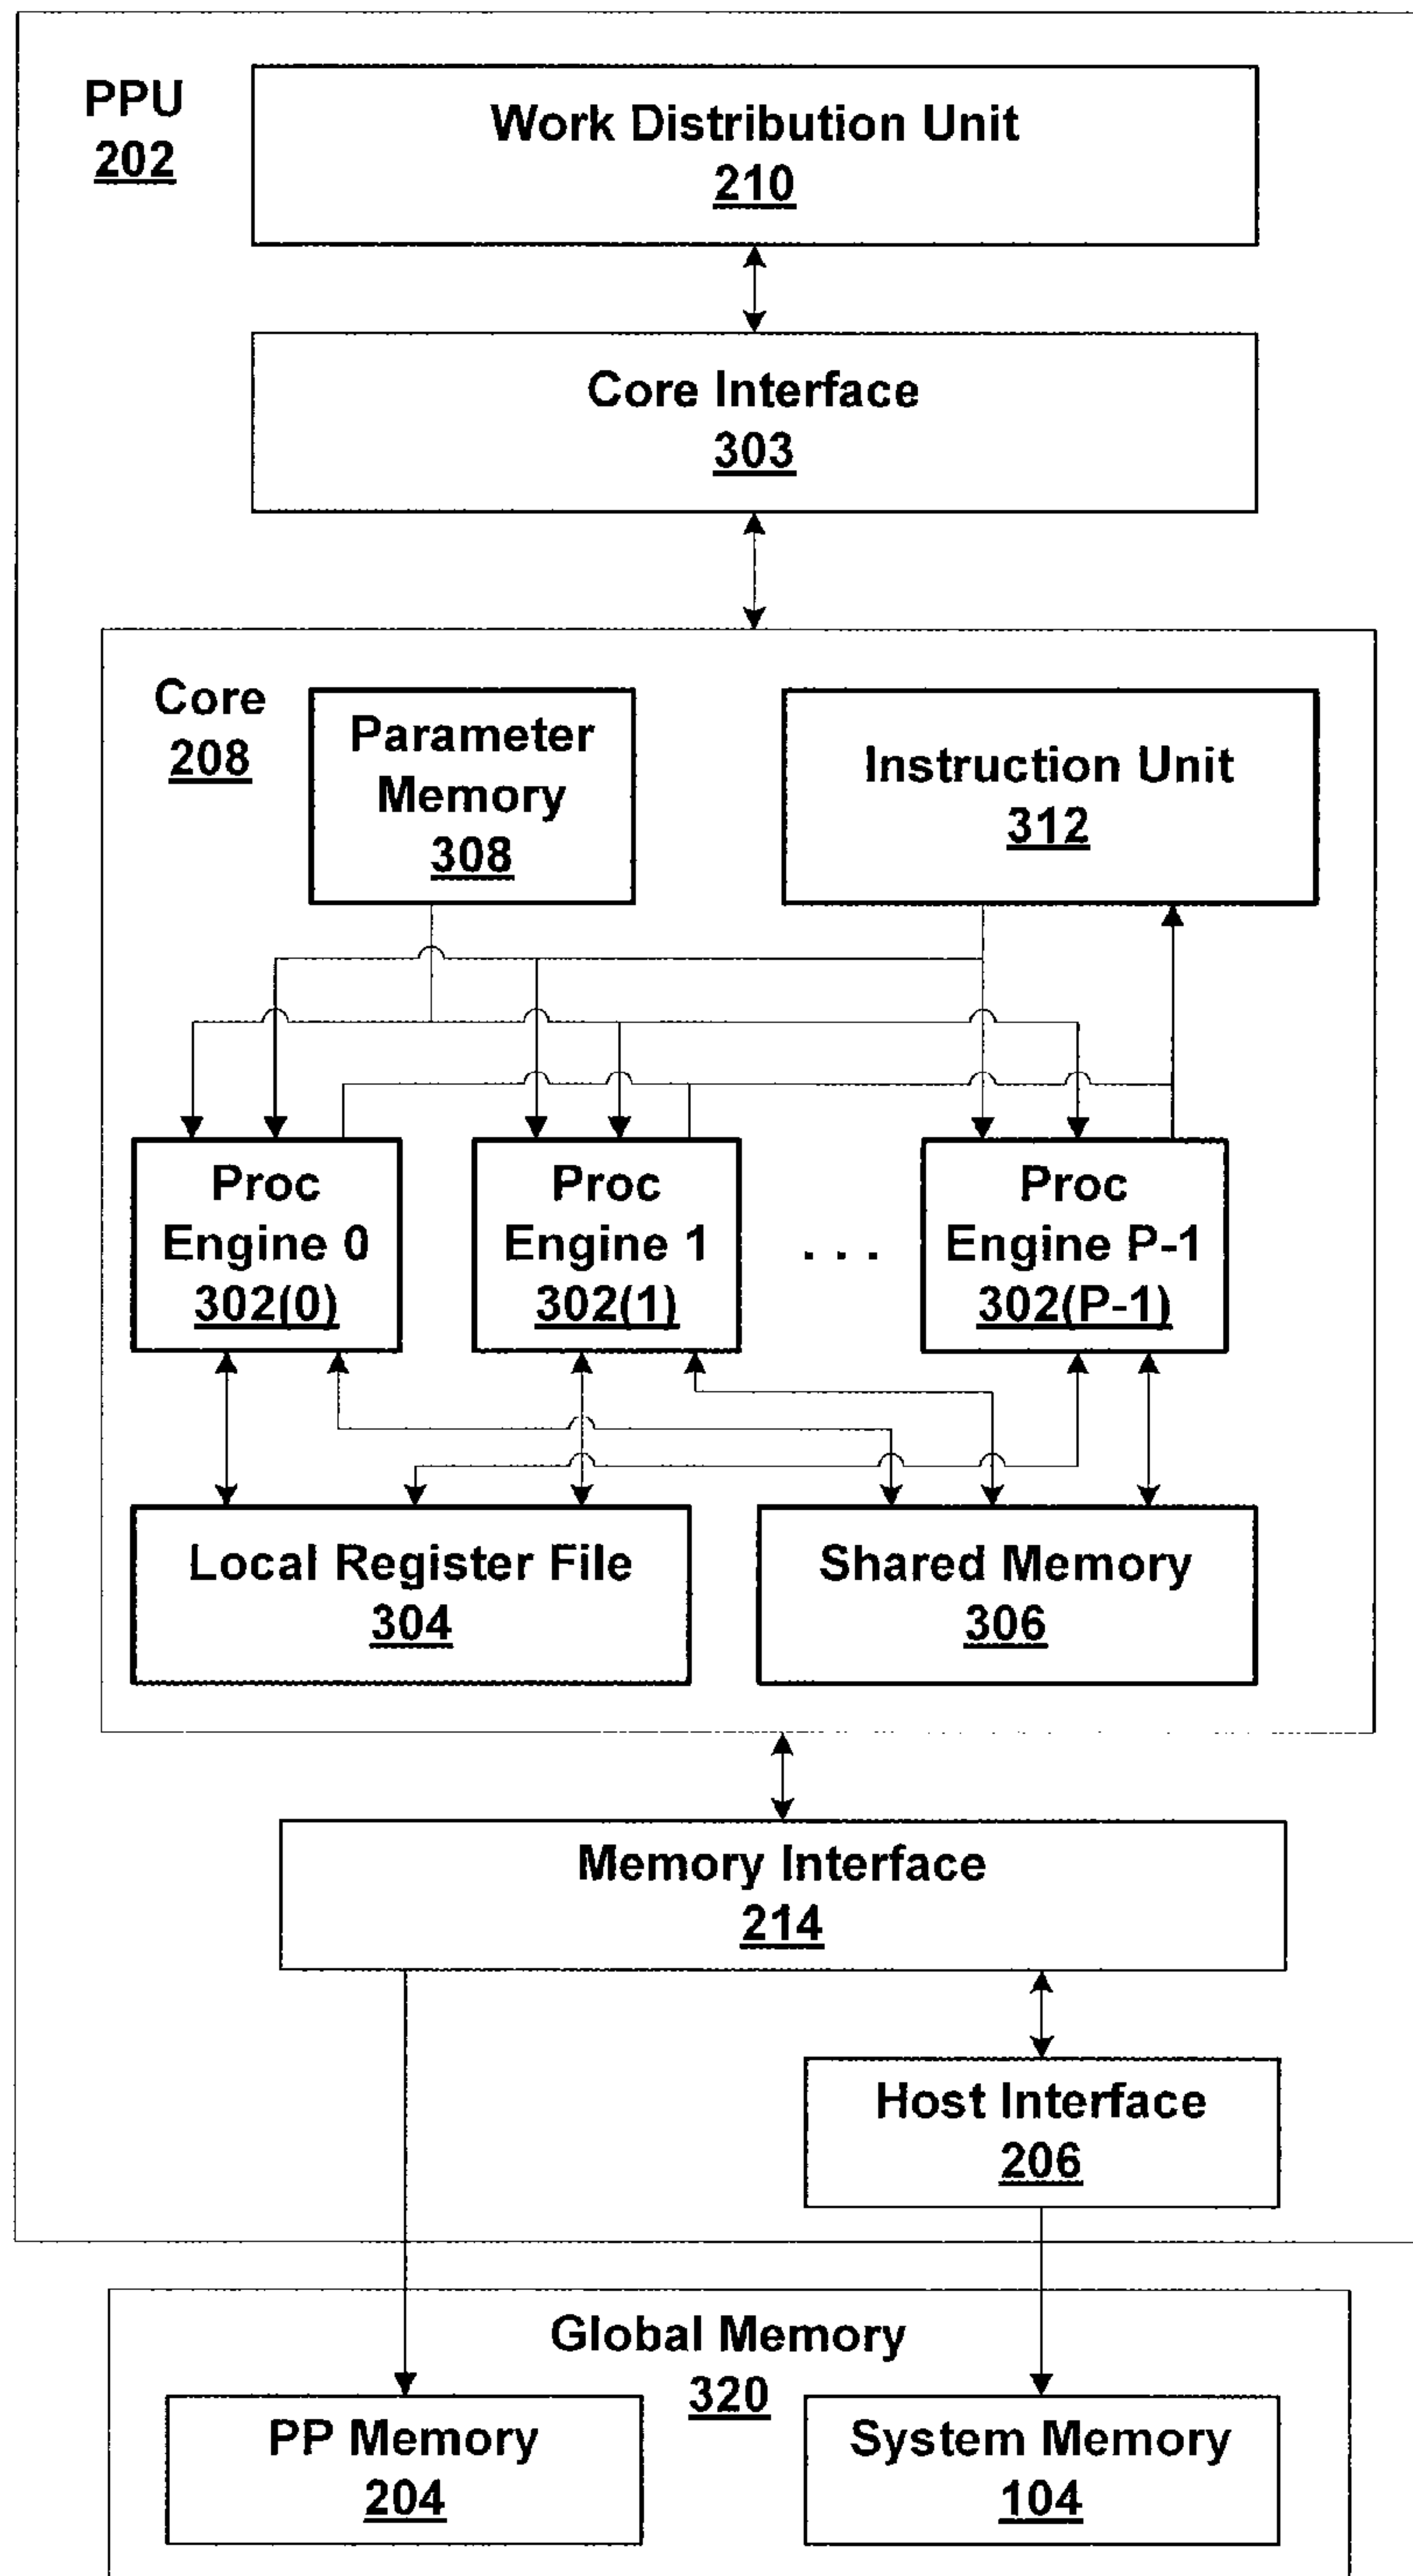 PPU
202
Work Distribution Unit
210
Core Interface
303
Core
208
Parameter
Memory
308
Instruction Unit
312
Proc
Engine 0
302(0)
Proc
Engine 1
302(1)
. . .
Proc
Engine P-1
302(P-1)
Local Register File
304
Shared Memory
306
Memory Interface
214
Host Interface
206
Global Memory
320
PP Memory
204
System Memory
104